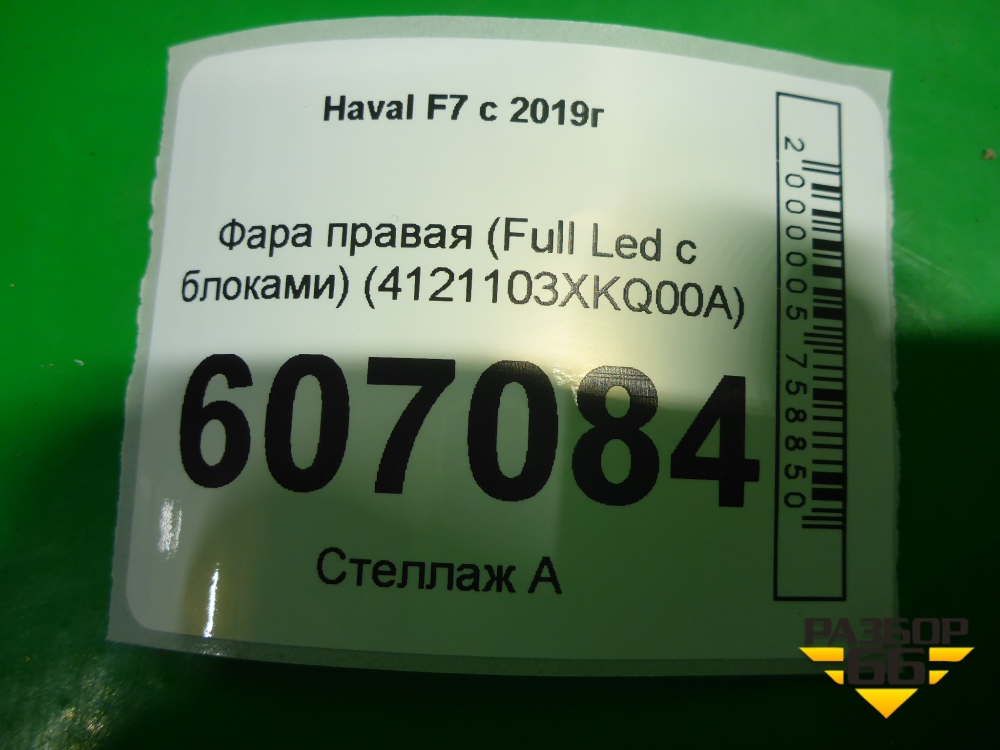 Haval F7 с 2019г
Фара правая (Full Led с
блоками) (4121103XKQ00A)
607084
Стеллаж А
2000005758850
РАЗБОР
66